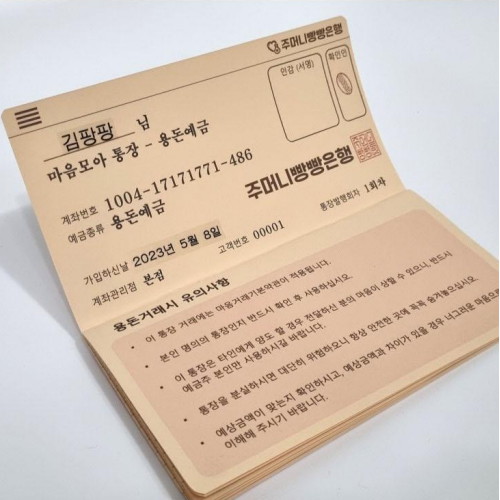 주머니빵빵은행
인감 (서명)
확인인
김팡팡 님
마음모아 통장 - 용돈예금
계좌번호 1004-17171771-486
예금종류 용돈예금
주머니빵빵은행
통장발행회차 1회차
가입하신날 2023년 5월 8일
고객번호 00001
계좌관리점 본점
용돈거래시 유의사항
• 이 통장 거래에는 마음거래기본약관이 적용됩니다.
• 본인 명의의 통장인지 반드시 확인 후 사용하십시오.
• 이 통장은 타인에게 양도 할 경우 전달하신 분의 마음이 상할 수 있으니, 반드시
예금주 본인만 사용하시길 바랍니다.
• 통장을 분실하시면 대단히 위험하오니 항상 안전한 곳에 꼭꼭 숨겨놓으십시오.
• 예상금액이 맞는지 확인하시고, 예상금액과 차이가 있을 경우 너그러운 마음으로
이해해 주시기 바랍니다.